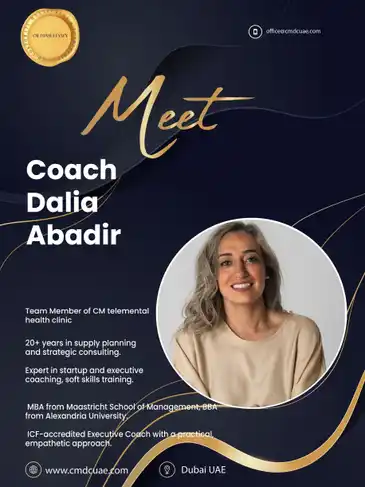 office@cmdcuae.com
Meet
Coach
Dalia
Abadir
Team Member of CM telemental
health clinic
20+ years in supply planning
and strategic consulting.
Expert in startup and executive
coaching, soft skills training.
MBA from Maastricht School of Management, BBA
from Alexandria University.
ICF-accredited Executive Coach with a practical,
empathetic approach.
www.cmdcuae.com
Dubai UAE